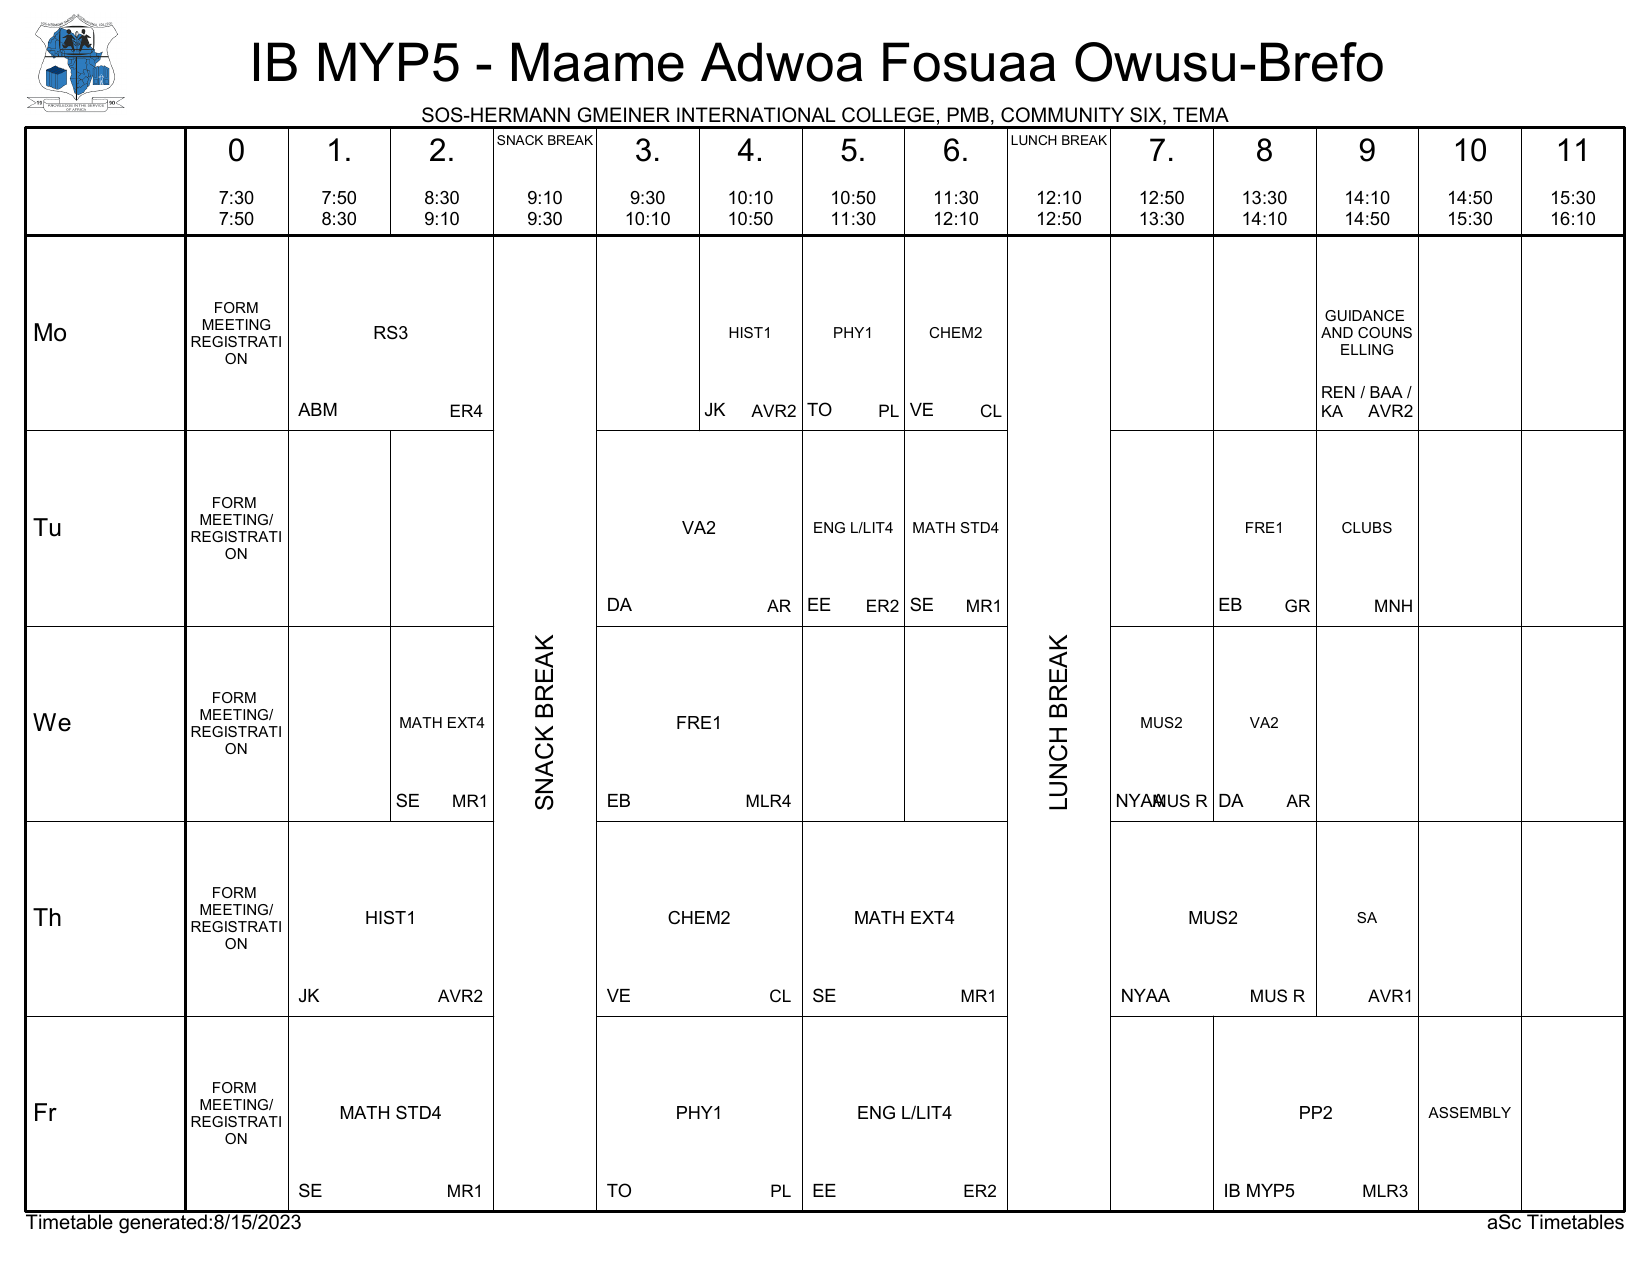 IB MYP5 - Maame Adwoa Fosuaa Owusu-Brefo
SOS-HERMANN GMEINER INTERNATIONAL COLLEGE, PMB, COMMUNITY SIX, TEMA
0 1. 2. SNACK BREAK 3. 4. 5. 6. LUNCH BREAK 7. 8 9 10 11
7:30 7:50 8:30 9:10 9:30 10:10 10:50 11:30 12:10 12:50 13:30 14:10 14:50 15:30
7:50 8:30 9:10 9:30 10:10 10:50 11:30 12:10 12:50 13:30 14:10 14:50 15:30 16:10
Mo
FORM
MEETING
REGISTRATI
ON
RS3
ABM ER4
HIST1
JK AVR2
PHY1
TO PL
CHEM2
VE CL
GUIDANCE
AND COUNS
ELLING
REN / BAA /
KA AVR2
Tu
FORM
MEETING/
REGISTRATI
ON
VA2
DA AR
ENG L/LIT4
EE ER2
MATH STD4
SE MR1
FRE1
EB GR
CLUBS
MNH
We
FORM
MEETING/
REGISTRATI
ON
MATH EXT4
SE MR1
SNACK BREAK
FRE1
EB MLR4
LUNCH BREAK
MUS2
NYAA MUS R
VA2
DA AR
Th
FORM
MEETING/
REGISTRATI
ON
HIST1
JK AVR2
CHEM2
VE CL
MATH EXT4
SE MR1
MUS2
NYAA MUS R
SA
AVR1
Fr
FORM
MEETING/
REGISTRATI
ON
MATH STD4
SE MR1
PHY1
TO PL
ENG L/LIT4
EE ER2
PP2
IB MYP5 MLR3
ASSEMBLY
Timetable generated:8/15/2023
aSc Timetables